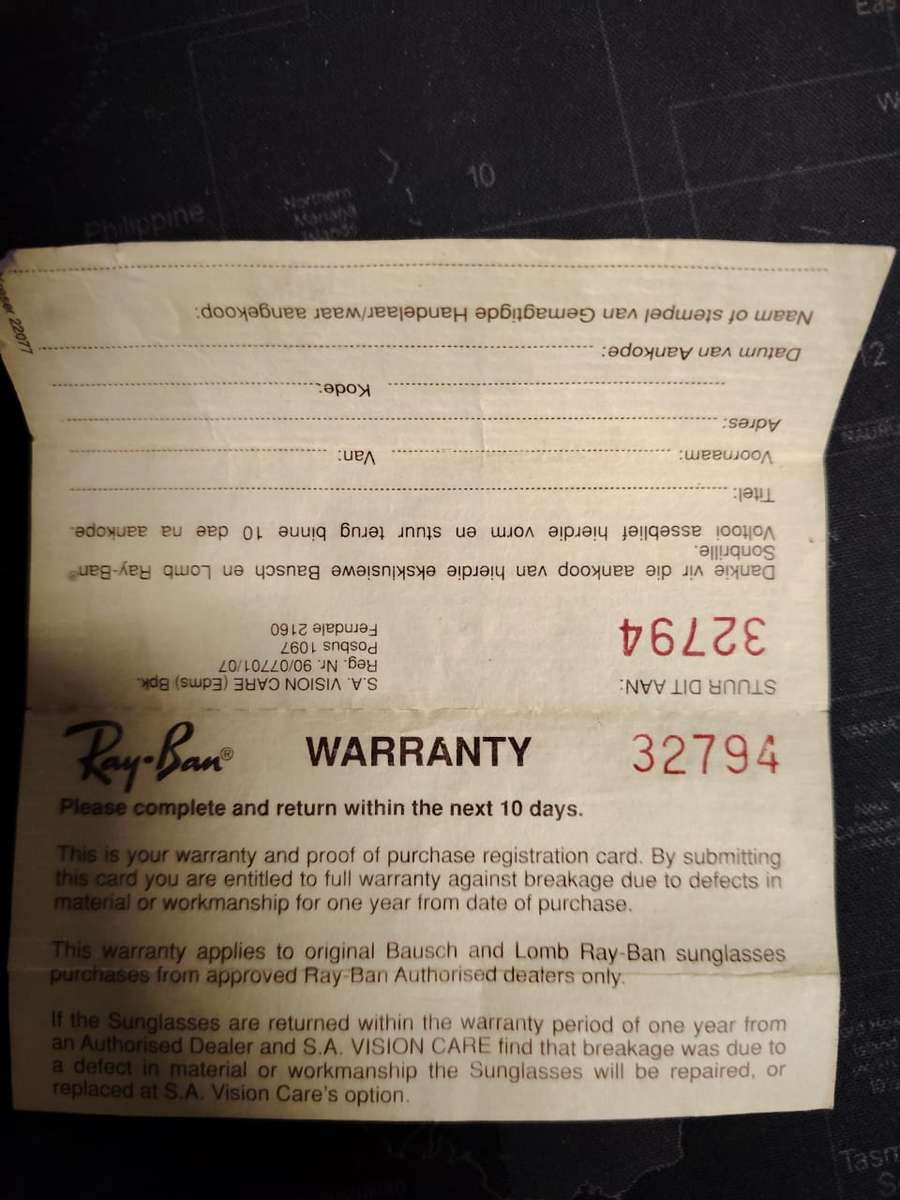 Ray-Ban® WARRANTY 32794
Please complete and return within the next 10 days.
This is your warranty and proof of purchase registration card. By submitting
this card you are entitled to full warranty against breakage due to defects in
material or workmanship for one year from date of purchase.
This warranty applies to original Bausch and Lomb Ray-Ban sunglasses
purchases from approved Ray-Ban Authorised dealers only.
If the Sunglasses are returned within the warranty period of one year from
an Authorised Dealer and S.A. VISION CARE find that breakage was due to
a defect in material or workmanship the Sunglasses will be repaired, or
replaced at S.A. Vision Care's option.
STUUR DIT AAN: S.A. VISION CARE (Edms) Bpk.
Reg. Nr. 90/07701/07
Posbus 1097
Ferndale 2160
32794
Dankie vir die aankoop van hierdie eksklusiewe Bausch en Lomb Ray-Ban®
Sonbrille.
Voltooi asseblief hierdie vorm en stuur terug binne 10 dae na aankope.
Titel:
Voornaam: Van:
Adres:
Kode:
Datum van Aankope:
Naam of stempel van Gemagtigde Handelaar/waar aangekoop:
22077
Philippine
Northern
Mariana
Islands
10